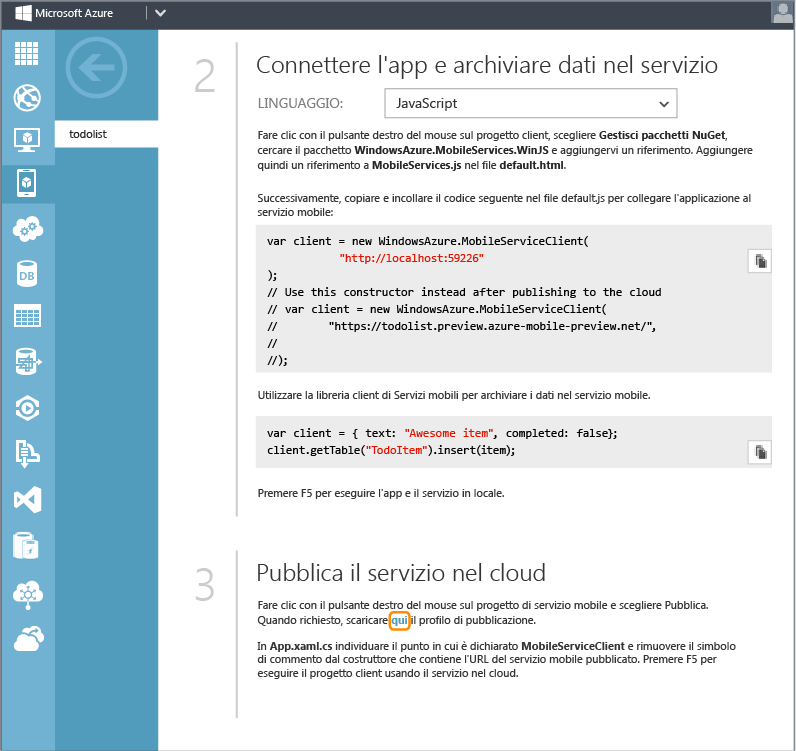 Microsoft Azure
todolist
2
Connettere l'app e archiviare dati nel servizio
LINGUAGGIO:
JavaScript
Fare clic con il pulsante destro del mouse sul progetto client, scegliere Gestisci pacchetti NuGet,
cercare il pacchetto WindowsAzure.MobileServices.WinJS e aggiungervi un riferimento. Aggiungere
quindi un riferimento a MobileServices.js nel file default.html.
Successivamente, copiare e incollare il codice seguente nel file default.js per collegare l'applicazione al
servizio mobile:
var client = new WindowsAzure.MobileServiceClient(
"http://localhost:59226"
);
// Use this constructor instead after publishing to the cloud
// var client = new WindowsAzure.MobileServiceClient(
// "https://todolist.preview.azure-mobile-preview.net/",
//
//);
Utilizzare la libreria client di Servizi mobili per archiviare i dati nel servizio mobile.
var client = { text: "Awesome item", completed: false};
client.getTable("TodoItem").insert(item);
Premere F5 per eseguire l'app e il servizio in locale.
3
Pubblica il servizio nel cloud
Fare clic con il pulsante destro del mouse sul progetto di servizio mobile e scegliere Pubblica.
Quando richiesto, scaricare qui il profilo di pubblicazione.
In App.xaml.cs individuare il punto in cui è dichiarato MobileServiceClient e rimuovere il simbolo
di commento dal costruttore che contiene l'URL del servizio mobile pubblicato. Premere F5 per
eseguire il progetto client usando il servizio nel cloud.
DB